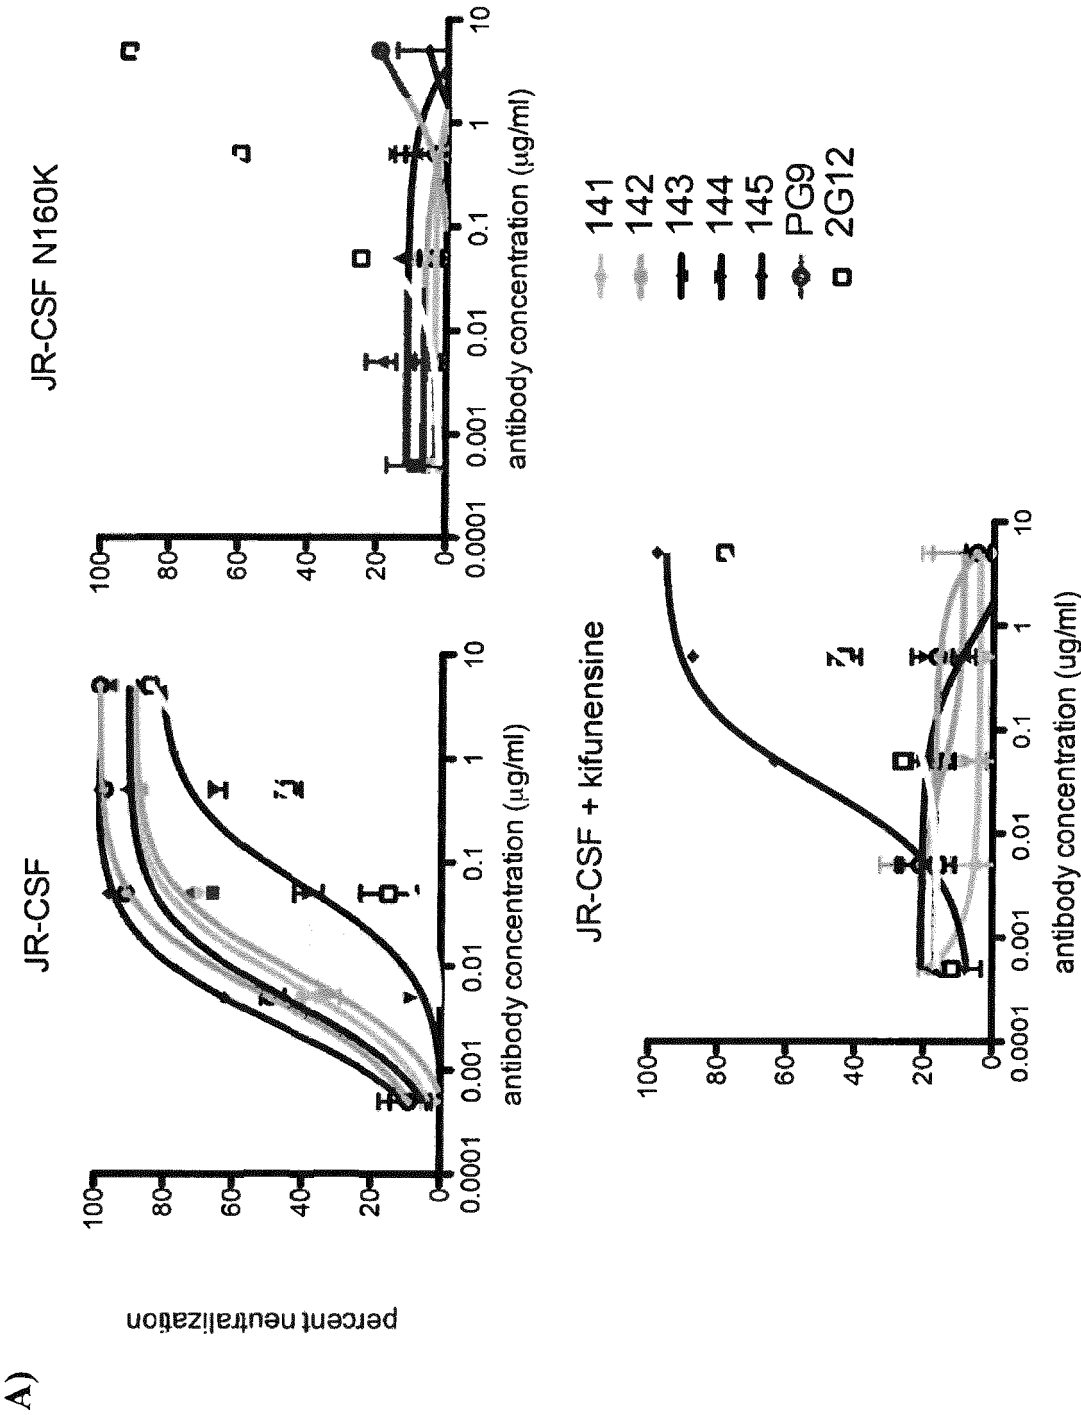 A)
percent neutralization
JR-CSF
100
80
60
40
20
0
0.0001 0.001 0.01 0.1 1 10
antibody concentration (μg/ml)
JR-CSF N160K
100
80
60
40
20
0
0.0001 0.001 0.01 0.1 1 10
antibody concentration (μg/ml)
JR-CSF + kifunensine
100
80
60
40
20
0
0.0001 0.001 0.01 0.1 1 10
antibody concentration (ug/ml)
141
142
143
144
145
PG9
2G12